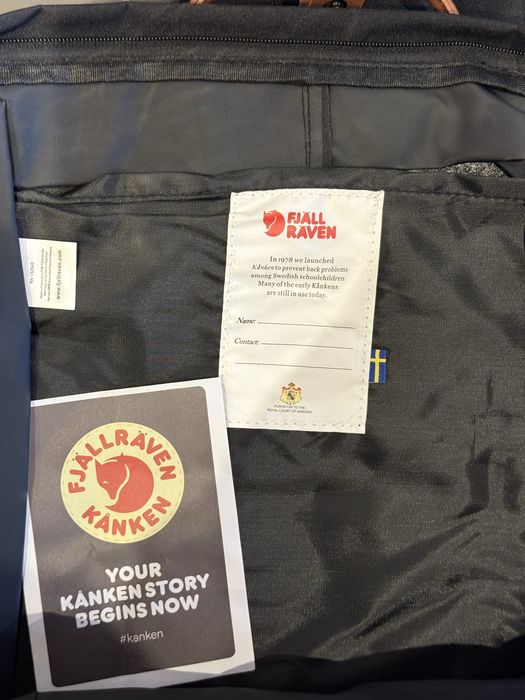 FJÄLL
RÄVEN
In 1978 we launched
Kånken to prevent back problems
among Swedish schoolchildren.
Many of the early Kånkens
are still in use today.
Name:
Contact:
PURVEYOR TO THE
ROYAL COURT OF SWEDEN
www.fjallraven.com
FJÄLLRÄVEN
KÅNKEN
YOUR
KÅNKEN STORY
BEGINS NOW
#kanken